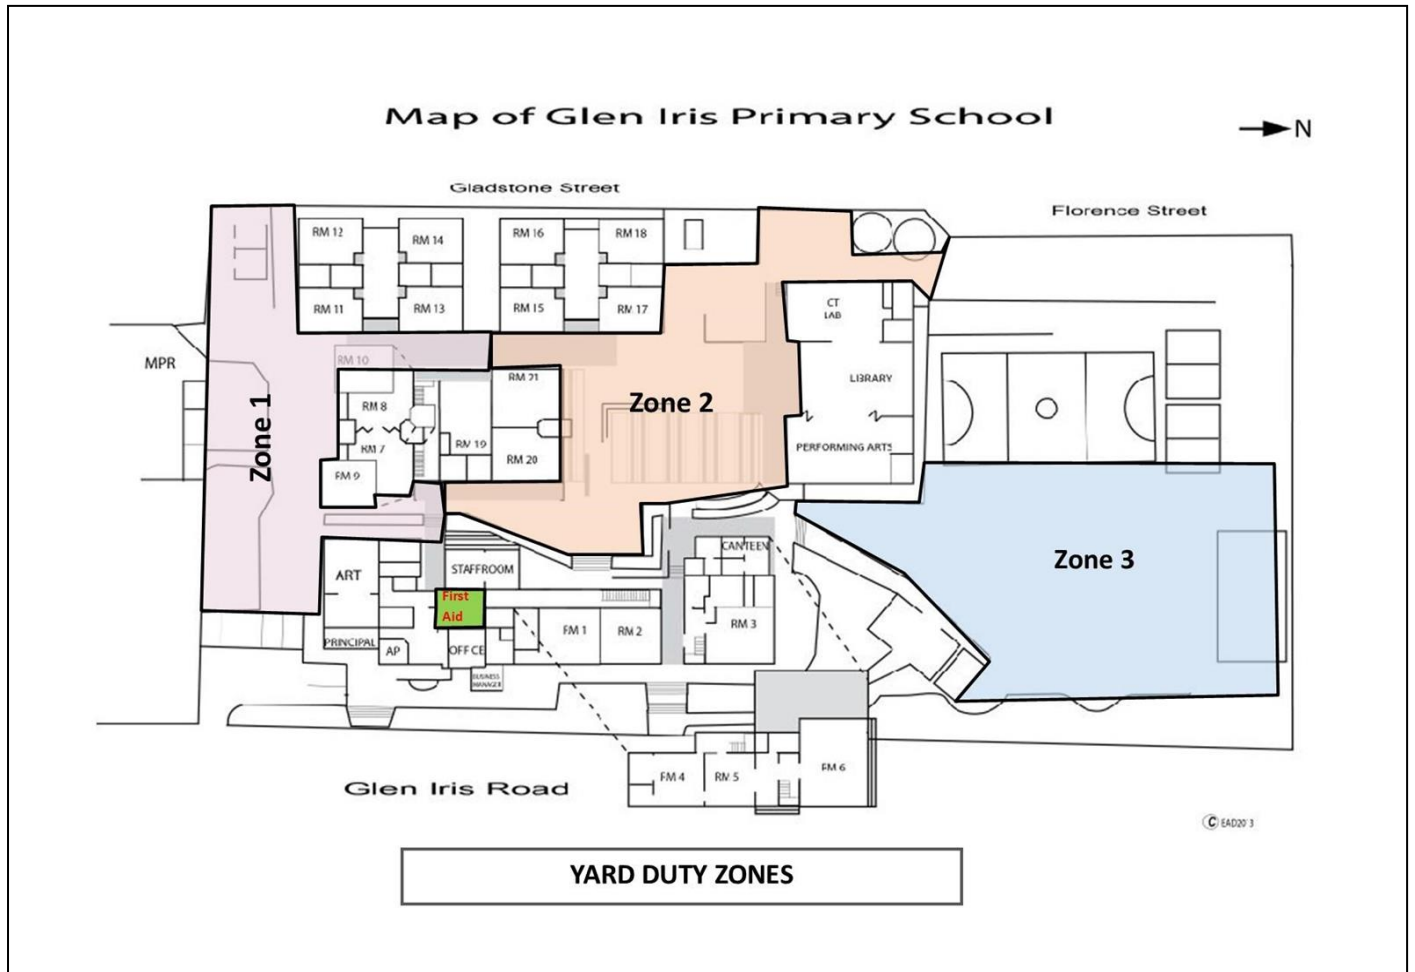 Map of Glen Iris Primary School
N
Gladstone Street
Florence Street
RM 12
RM 14
RM 16
RM 18
RM 11
RM 13
RM 15
RM 17
CT
LAB
MPR
RM 10
RM 8
RM 21
LIBRARY
Zone 1
Zone 2
RM 7
RM 19
RM 20
PERFORMING ARTS
RM 9
ART
STAFFROOM
CANTEEN
Zone 3
First
Aid
PRINCIPAL
AP
OFFICE
RM 1
RM 2
RM 3
BUSINESS
MANAGER
Glen Iris Road
RM 4
RM 5
RM 6
© EAD2013
YARD DUTY ZONES